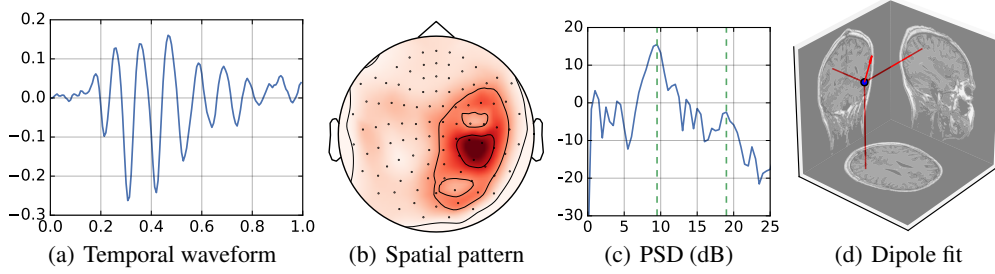 0.2
0.1
0.0
−0.1
−0.2
−0.3
0.0 0.2 0.4 0.6 0.8 1.0
20
10
0
−10
−20
−30
0 5 10 15 20 25
(a) Temporal waveform
(b) Spatial pattern
(c) PSD (dB)
(d) Dipole fit